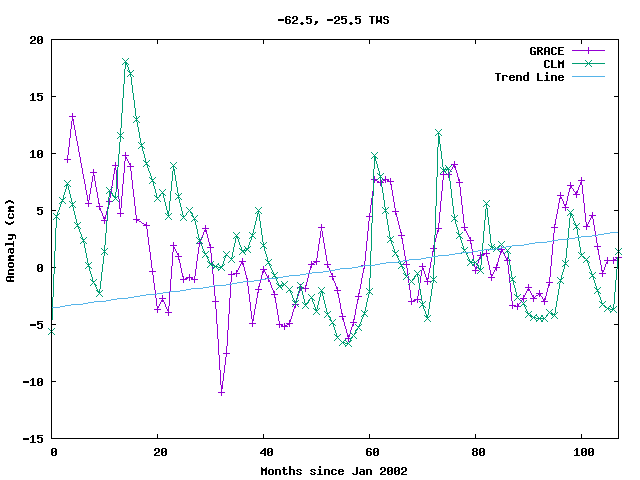 -62.5, -25.5 TWS
GRACE
CLM
Trend Line
20
15
10
5
0
-5
-10
-15
Anomaly (cm)
0 20 40 60 80 100
Months since Jan 2002